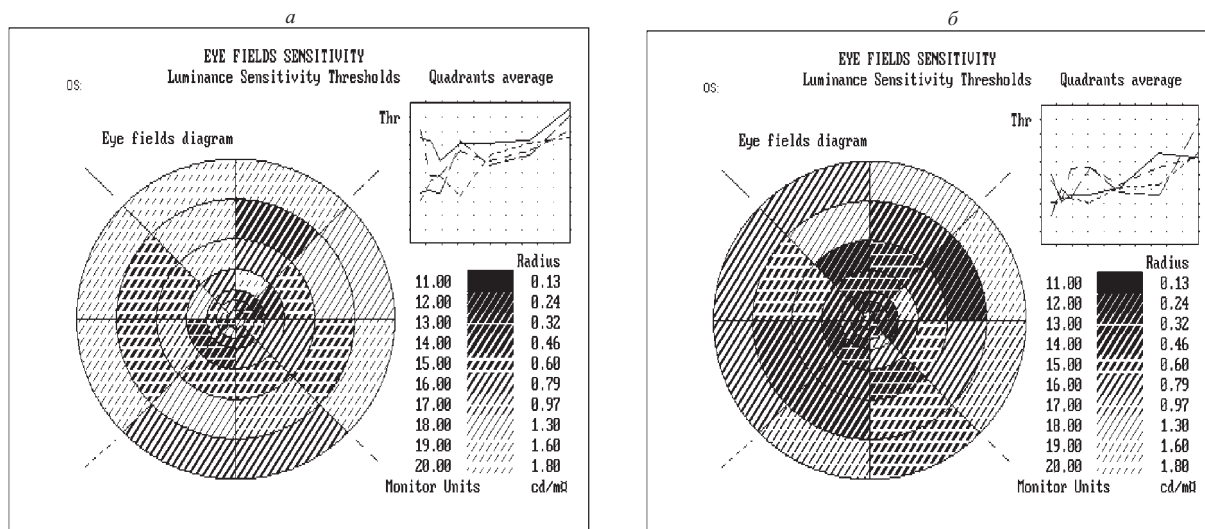 а
EYE FIELDS SENSITIVITY
Luminance Sensitivity Thresholds
Quadrants average
OS:
Thr
Eye fields diagram
Radius
11.00 0.13
12.00 0.24
13.00 0.32
14.00 0.46
15.00 0.60
16.00 0.79
17.00 0.97
18.00 1.30
19.00 1.60
20.00 1.80
Monitor Units cd/m¤
б
EYE FIELDS SENSITIVITY
Luminance Sensitivity Thresholds
Quadrants average
OS:
Thr
Eye fields diagram
Radius
11.00 0.13
12.00 0.24
13.00 0.32
14.00 0.46
15.00 0.60
16.00 0.79
17.00 0.97
18.00 1.30
19.00 1.60
20.00 1.80
Monitor Units cd/m¤